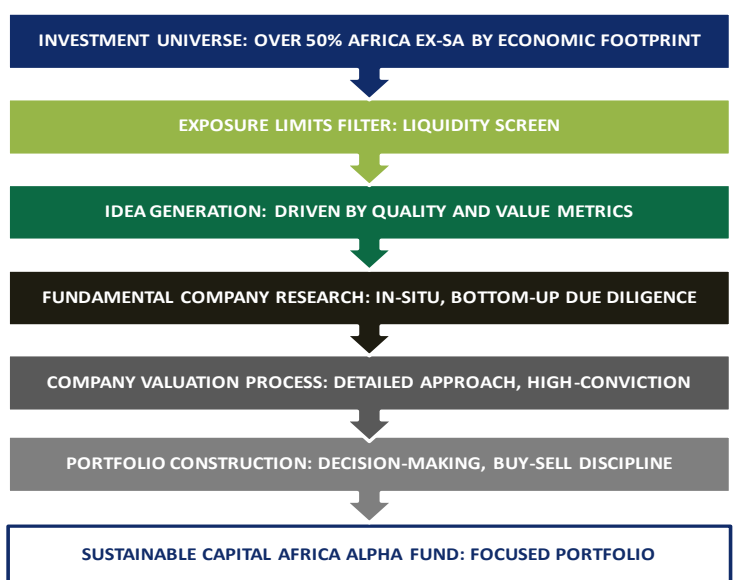 INVESTMENT UNIVERSE: OVER 50% AFRICA EX-SA BY ECONOMIC FOOTPRINT
EXPOSURE LIMITS FILTER: LIQUIDITY SCREEN
IDEA GENERATION: DRIVEN BY QUALITY AND VALUE METRICS
FUNDAMENTAL COMPANY RESEARCH: IN-SITU, BOTTOM-UP DUE DILIGENCE
COMPANY VALUATION PROCESS: DETAILED APPROACH, HIGH-CONVICTION
PORTFOLIO CONSTRUCTION: DECISION-MAKING, BUY-SELL DISCIPLINE
SUSTAINABLE CAPITAL AFRICA ALPHA FUND: FOCUSED PORTFOLIO